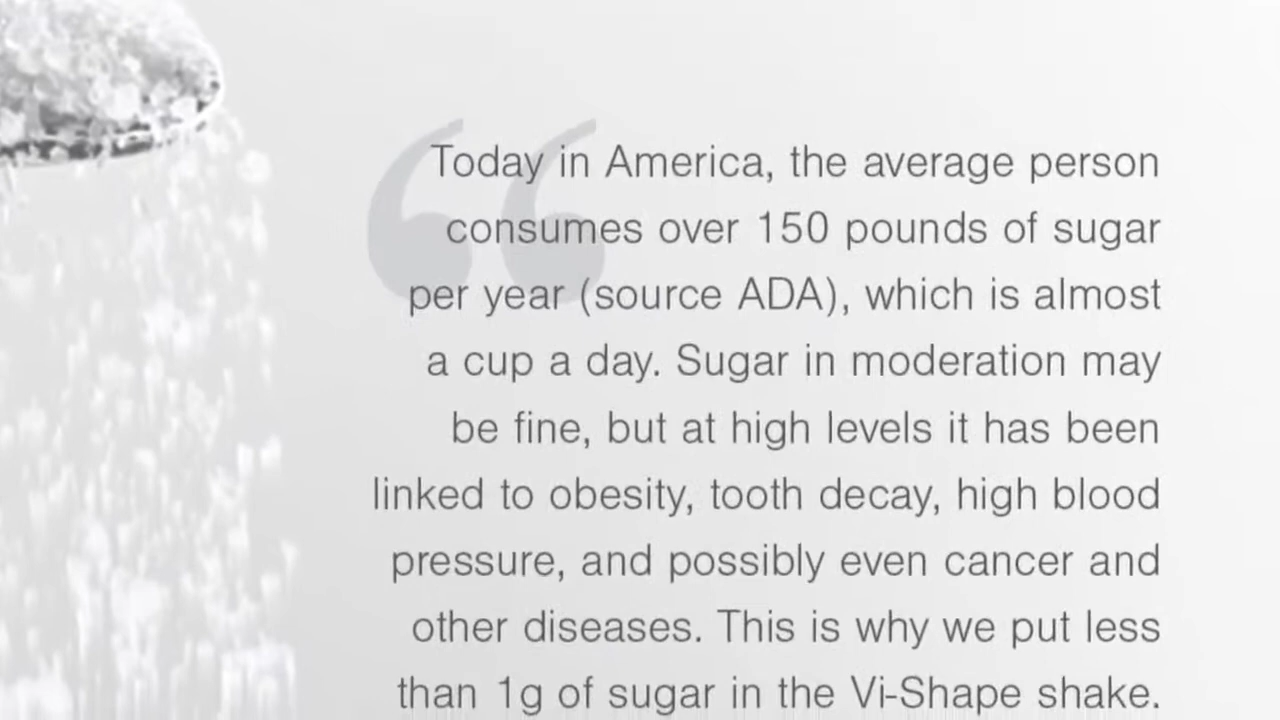 Today in America, the average person
consumes over 150 pounds of sugar
per year (source ADA), which is almost
a cup a day. Sugar in moderation may
be fine, but at high levels it has been
linked to obesity, tooth decay, high blood
pressure, and possibly even cancer and
other diseases. This is why we put less
than 1g of sugar in the Vi-Shape shake.